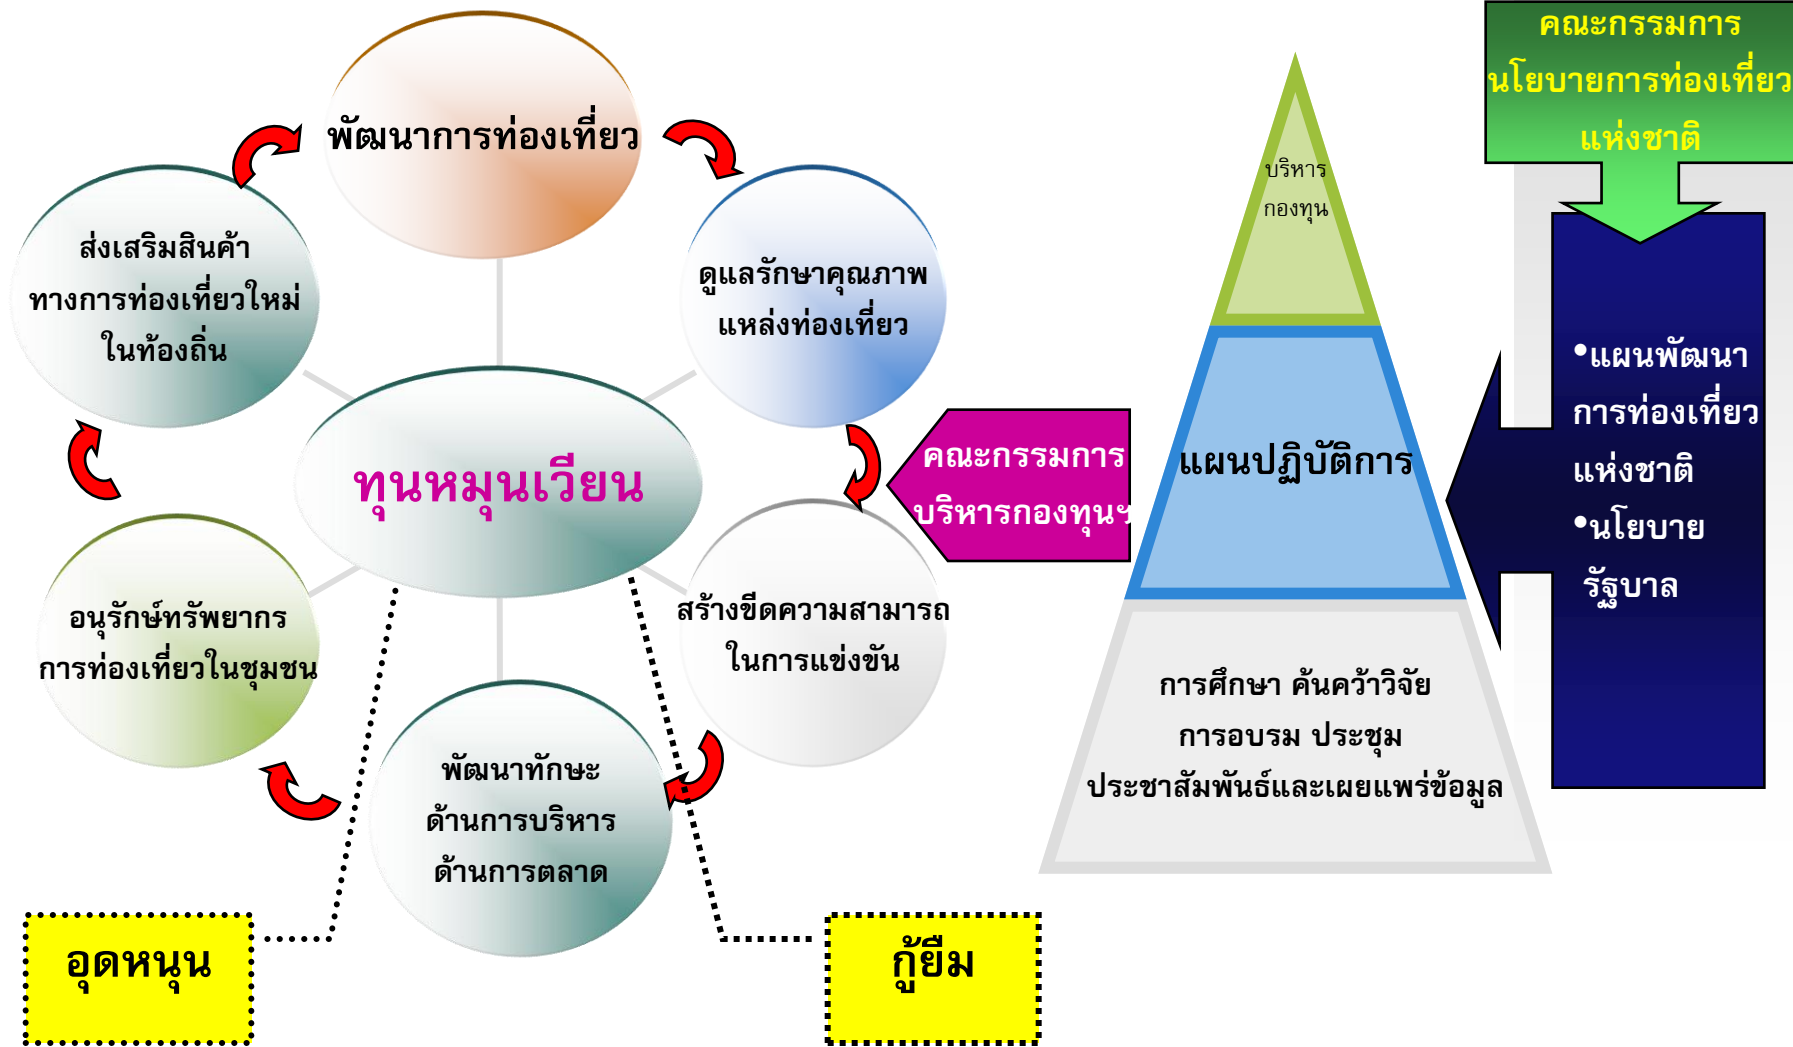 พัฒนาการท่องเที่ยว
ส่งเสริมสินค้า
ทางการท่องเที่ยวใหม่
ในท้องถิ่น
ดูแลรักษาคุณภาพ
แหล่งท่องเที่ยว
ทุนหมุนเวียน
อนุรักษ์ทรัพยากร
การท่องเที่ยวในชุมชน
สร้างขีดความสามารถ
ในการแข่งขัน
พัฒนาทักษะ
ด้านการบริหาร
ด้านการตลาด
อุดหนุน
กู้ยืม
คณะกรรมการ
บริหารกองทุนฯ
บริหาร
กองทุน
แผนปฏิบัติการ
การศึกษา ค้นคว้าวิจัย
การอบรม ประชุม
ประชาสัมพันธ์และเผยแพร่ข้อมูล
คณะกรรมการ
นโยบายการท่องเที่ยว
แห่งชาติ
•แผนพัฒนา
การท่องเที่ยว
แห่งชาติ
•นโยบาย
รัฐบาล